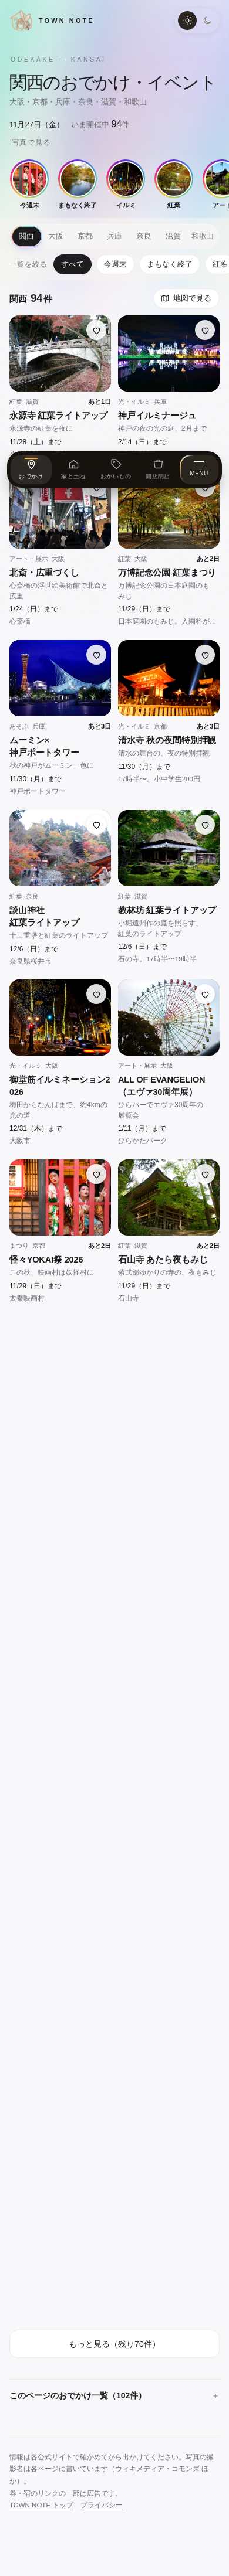 TOWN NOTE
ODEKAKE — KANSAI
関西のおでかけ・イベント
大阪・京都・兵庫・奈良・滋賀・和歌山
11月27日（金） いま開催中 94件
写真で見る
今週末 まもなく終了 イルミ 紅葉 アート
関西 大阪 京都 兵庫 奈良 滋賀 和歌山
一覧を絞る すべて 今週末 まもなく終了 紅葉
関西 94件 地図で見る
紅葉 滋賀 あと1日
永源寺 紅葉ライトアップ
永源寺の紅葉を夜に
11/28（土）まで
光・イルミ 兵庫
神戸イルミナージュ
神戸の夜の光の庭、2月まで
2/14（日）まで
おでかけ 家と土地 おかいもの 開店閉店 MENU
アート・展示 大阪
北斎・広重づくし
心斎橋の浮世絵美術館で北斎と
広重
1/24（日）まで
心斎橋
紅葉 大阪 あと2日
万博記念公園 紅葉まつり
万博記念公園の日本庭園のも
みじ
11/29（日）まで
日本庭園のもみじ。入園料が…
あそぶ 兵庫 あと3日
ムーミン×
神戸ポートタワー
秋の神戸がムーミン一色に
11/30（月）まで
神戸ポートタワー
光・イルミ 京都 あと3日
清水寺 秋の夜間特別拝観
清水の舞台の、夜の特別拝観
11/30（月）まで
17時半〜。小中学生200円
紅葉 奈良
談山神社
紅葉ライトアップ
十三重塔と紅葉のライトアップ
12/6（日）まで
奈良県桜井市
紅葉 滋賀
教林坊 紅葉ライトアップ
小堀遠州作の庭を照らす、
紅葉のライトアップ
12/6（日）まで
石の寺。17時半〜19時半
光・イルミ 大阪
御堂筋イルミネーション2
026
梅田からなんばまで、約4kmの
光の道
12/31（木）まで
大阪市
アート・展示 大阪
ALL OF EVANGELION
（エヴァ30周年展）
ひらパーでエヴァ30周年の
展覧会
1/11（月）まで
ひらかたパーク
まつり 京都 あと2日
怪々YOKAI祭 2026
この秋、映画村は妖怪村に
11/29（日）まで
太秦映画村
紅葉 滋賀 あと2日
石山寺 あたら夜もみじ
紫式部ゆかりの寺の、夜もみじ
11/29（日）まで
石山寺
もっと見る（残り70件）
このページのおでかけ一覧（102件） +
情報は各公式サイトで確かめてから出かけてください。写真の撮
影者は各ページに書いています（ウィキメディア・コモンズ ほ
か）。
券・宿のリンクの一部は広告です。
TOWN NOTE トップ プライバシー